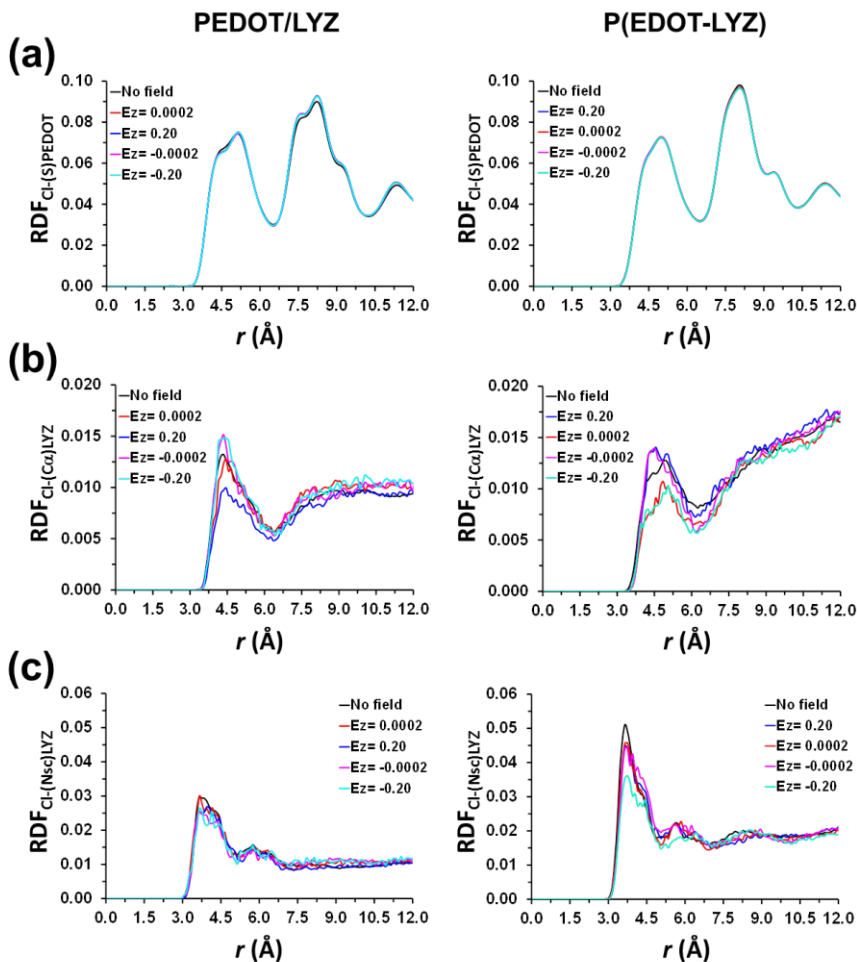 PEDOT/LYZ
P(EDOT-LYZ)
(a)
RDFCl-(S)PEDOT
0.10
0.08
0.06
0.04
0.02
0.00
No field
Ez= 0.0002
Ez= 0.20
Ez= -0.0002
Ez= -0.20
0.0 1.5 3.0 4.5 6.0 7.5 9.0 10.5 12.0
r (Å)
RDFCl-(S)PEDOT
0.10
0.08
0.06
0.04
0.02
0.00
No field
Ez= 0.20
Ez= 0.0002
Ez= -0.0002
Ez= -0.20
0.0 1.5 3.0 4.5 6.0 7.5 9.0 10.5 12.0
r (Å)
(b)
RDFCl-(Cα)LYZ
0.020
0.015
0.010
0.005
0.000
No field
Ez= 0.0002
Ez= 0.20
Ez= -0.0002
Ez= -0.20
0.0 1.5 3.0 4.5 6.0 7.5 9.0 10.5 12.0
r (Å)
RDFCl-(Cα)LYZ
0.020
0.015
0.010
0.005
0.000
No field
Ez= 0.20
Ez= 0.0002
Ez= -0.0002
Ez= -0.20
0.0 1.5 3.0 4.5 6.0 7.5 9.0 10.5 12.0
r (Å)
(c)
RDFCl-(Nsc)LYZ
0.06
0.05
0.04
0.03
0.02
0.01
0.00
No field
Ez= 0.0002
Ez= 0.20
Ez= -0.0002
Ez= -0.20
0.0 1.5 3.0 4.5 6.0 7.5 9.0 10.5 12.0
r (Å)
RDFCl-(Nsc)LYZ
0.06
0.05
0.04
0.03
0.02
0.01
0.00
No field
Ez= 0.20
Ez= 0.0002
Ez= -0.0002
Ez= -0.20
0.0 1.5 3.0 4.5 6.0 7.5 9.0 10.5 12.0
r (Å)